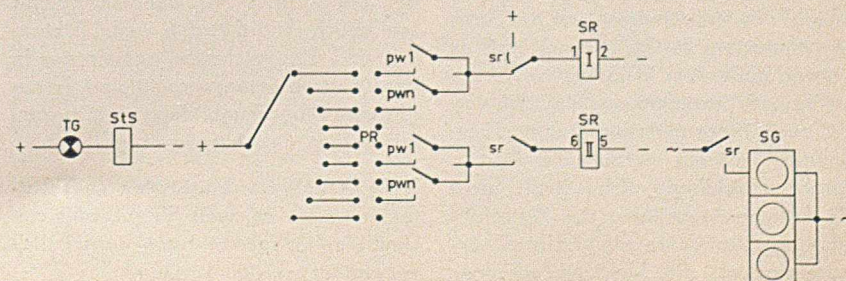 +
SR
pw1
sr
1
I
2
-
pwn
TG
StS
PR
+
-
+
pw1
sr
6
II
5
-
~
SG
sr
SR
pwn
~